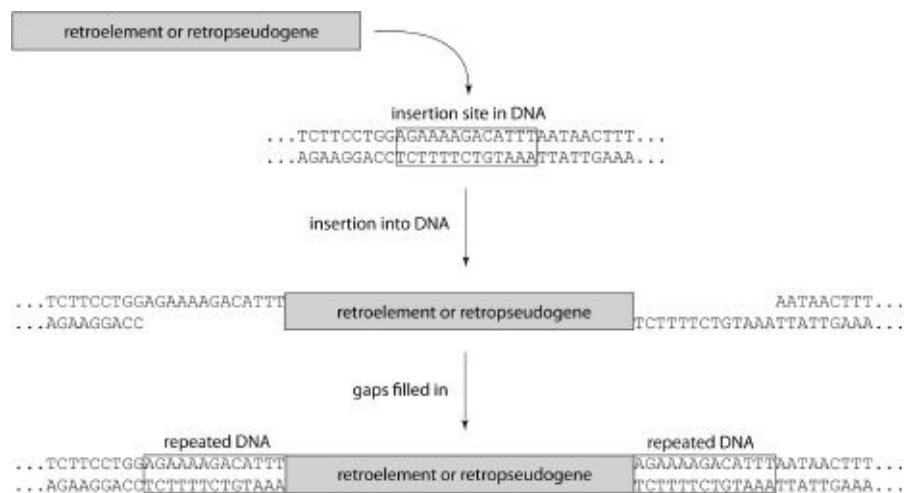 retroelement or retropseudogene
insertion site in DNA
...TCTTCCTGGAGAAAAGACATTTAATAACTTT...
...AGAAGGACCTCTTTTCTGTAAATTATTGAAA...
insertion into DNA
...TCTTCCTGGAGAAAAGACATTT retroelement or retropseudogene AATAACTTT...
...AGAAGGACC TCTTTTCTGTAAATTATTGAAA...
gaps filled in
repeated DNA repeated DNA
...TCTTCCTGGAGAAAAGACATTT retroelement or retropseudogene AGAAAAGACATTTAATAACTTT...
...AGAAGGACCTCTTTTCTGTAAA TCTTTTCTGTAAATTATTGAAA...